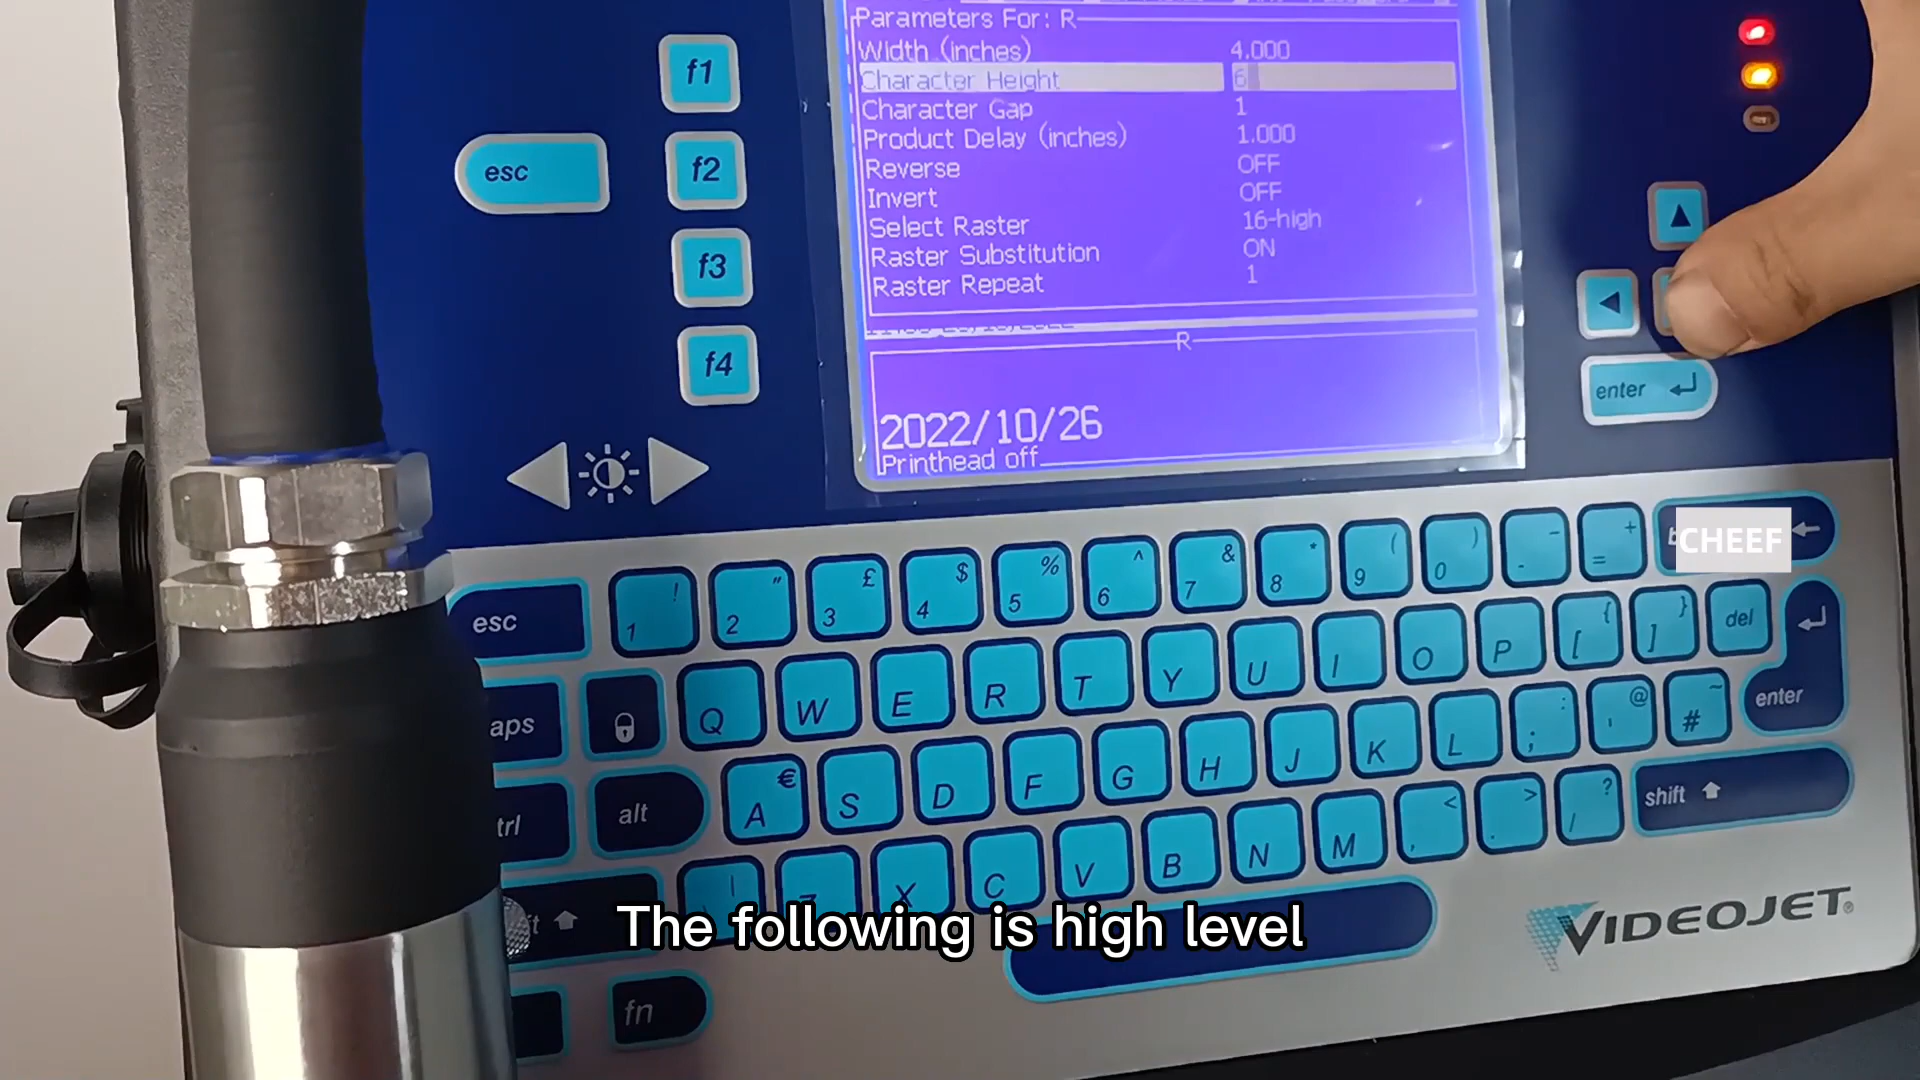 Parameters For: R
Width (inches) 4.000
Character Height 6
Character Gap 1
Product Delay (inches) 1.000
Reverse OFF
Invert OFF
Select Raster 16-high
Raster Substitution ON
Raster Repeat 1
R
2022/10/26
Printhead off
f1
esc
f2
f3
f4
enter
CHEEF
esc
! 1
" 2
£ 3
$ 4
% 5
^ 6
& 7
* 8
( 9
) 0
- -
+ =
aps
Q W E R T Y U I O P
{ [
} ]
del
enter
trl
alt
€ A
S D F G H J K L
: ;
@ '
~ #
X C V B N M
< ,
> .
? /
shift
fn
The following is high level
VIDEOJET